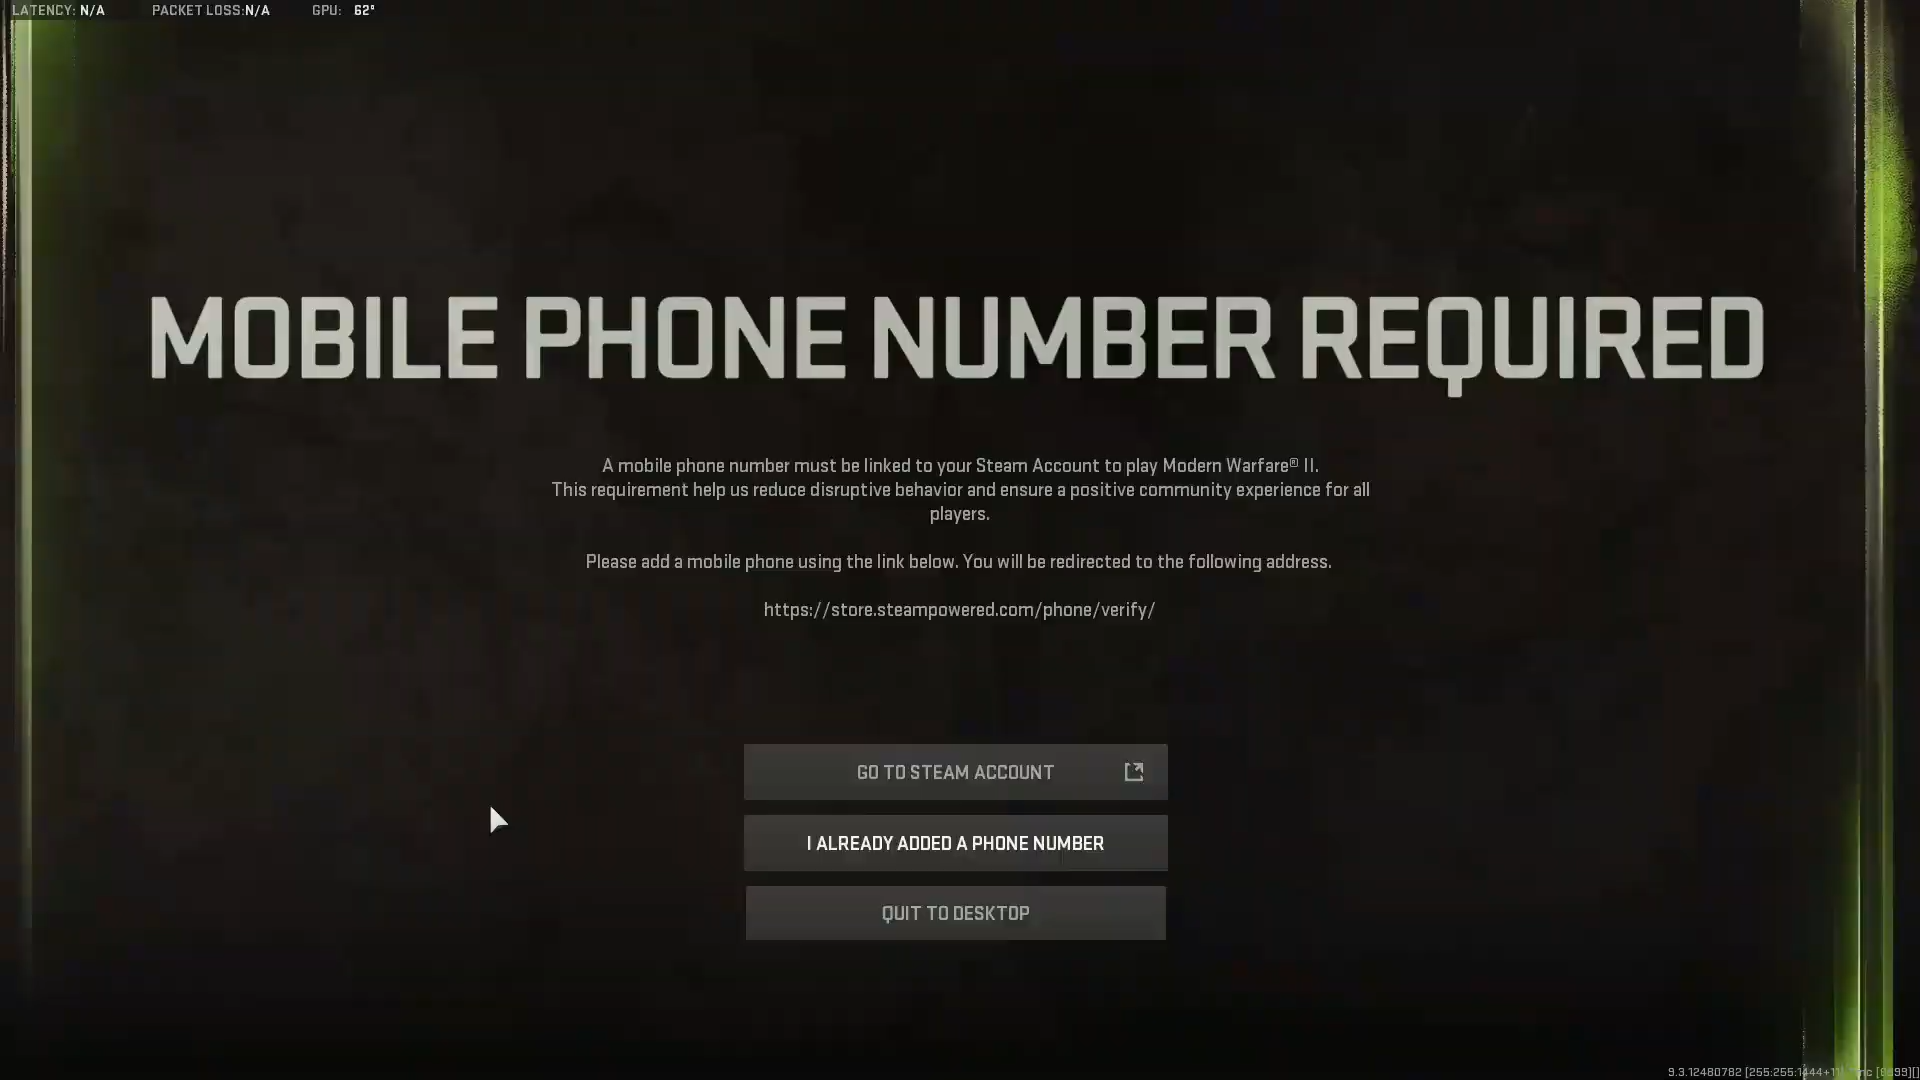 LATENCY: N/A PACKET LOSS:N/A GPU: 62°
MOBILE PHONE NUMBER REQUIRED
A mobile phone number must be linked to your Steam Account to play Modern Warfare® II.
This requirement help us reduce disruptive behavior and ensure a positive community experience for all
players.
Please add a mobile phone using the link below. You will be redirected to the following address.
https://store.steampowered.com/phone/verify/
GO TO STEAM ACCOUNT
I ALREADY ADDED A PHONE NUMBER
QUIT TO DESKTOP
9.3.12480782